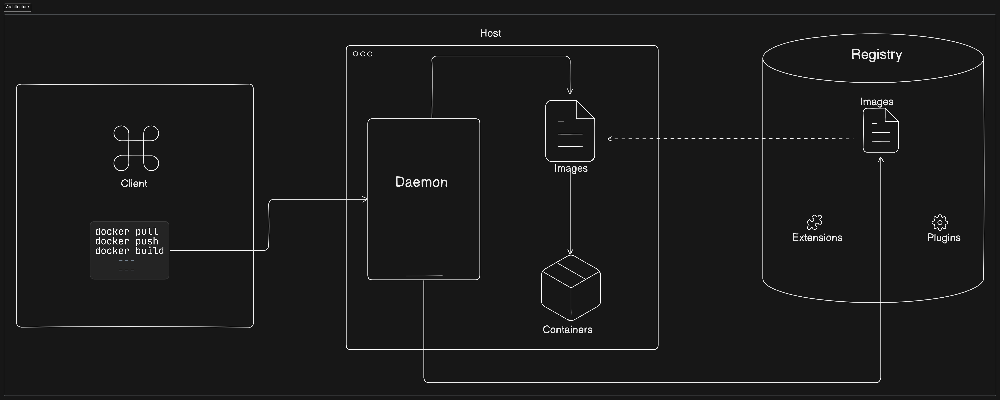 Architecture
Host
Registry
Images
Client
Daemon
Images
docker pull
docker push
docker build
---
---
Extensions
Plugins
Containers